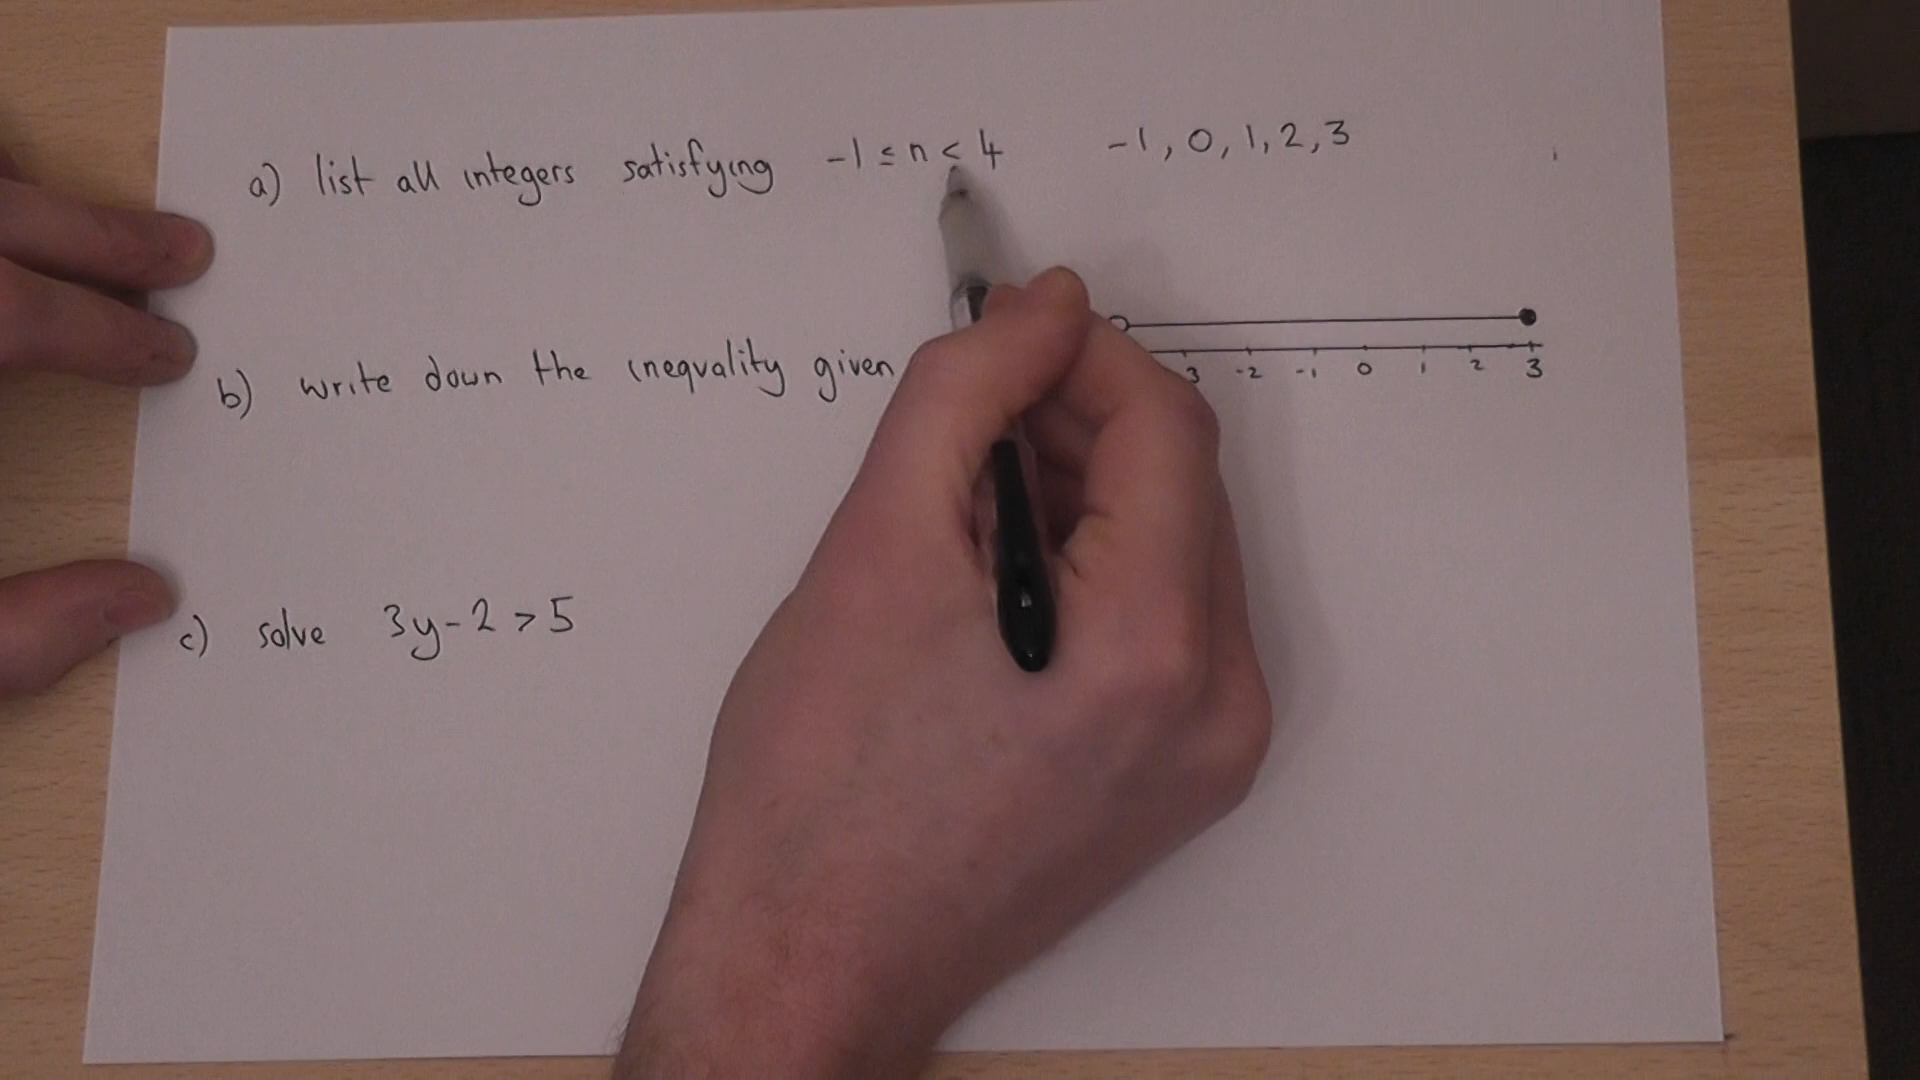 a) list all integers satisfying -1 ≤ n < 4 -1, 0, 1, 2, 3
b) write down the inequality given
3 -2 -1 0 1 2 3
c) solve 3y-2 > 5